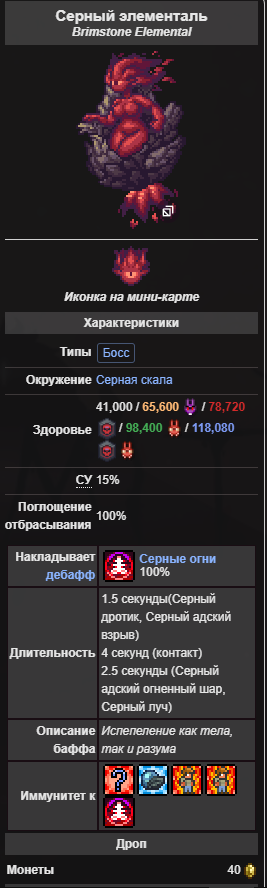 Серный элементаль
Brimstone Elemental
Иконка на мини-карте
Характеристики
Типы Босс
Окружение Серная скала
Здоровье 41,000 / 65,600 / 78,720
/ 98,400 / 118,080
СУ 15%
Поглощение отбрасывания 100%
Накладывает дебафф Серные огни
100%
Длительность 1.5 секунды(Серный
дротик, Серный адский
взрыв)
4 секунд (контакт)
2.5 секунды (Серный
адский огненный шар,
Серный луч)
Описание баффа Испепеление как тела,
так и разума
Иммунитет к
Дроп
Монеты 40